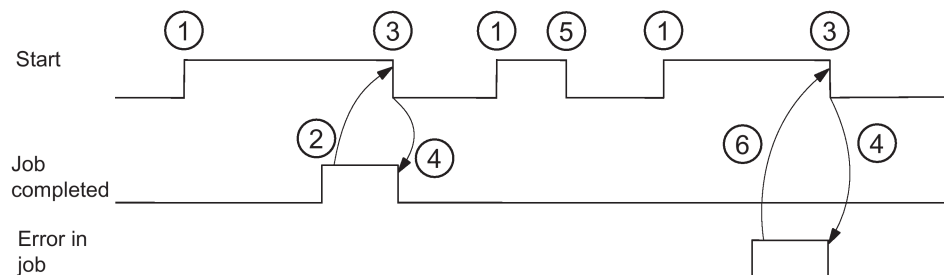 1 3 1 5 1 3
Start
2 4 6 4
Job
completed
Error in
job